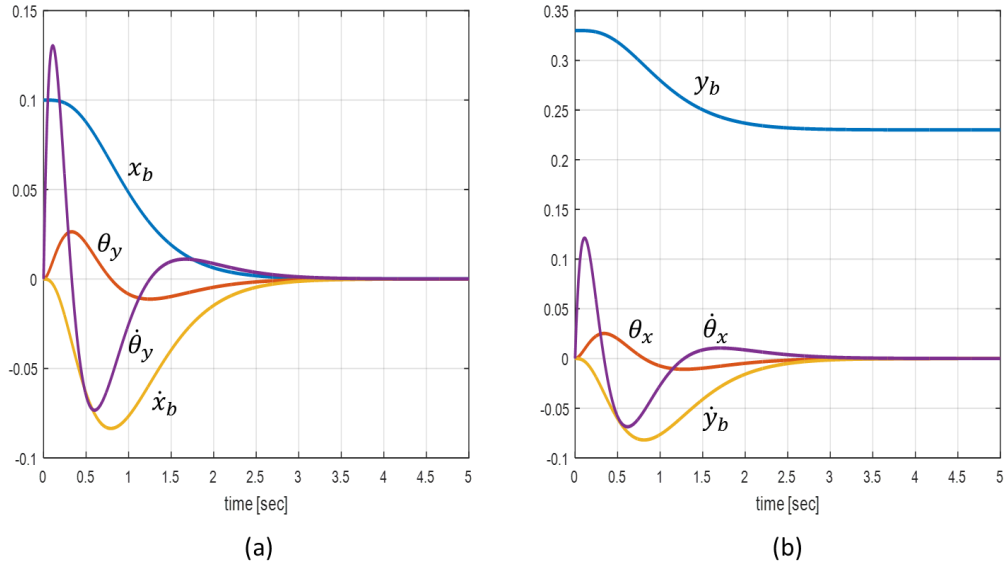 0.15
0.1
0.05
0
-0.05
-0.1
x_b
θ_y
θ̇_y
ẋ_b
0 0.5 1 1.5 2 2.5 3 3.5 4 4.5 5
time [sec]
(a)
0.35
0.3
0.25
0.2
0.15
0.1
0.05
0
-0.05
-0.1
y_b
θ_x θ̇_x
ẏ_b
0 0.5 1 1.5 2 2.5 3 3.5 4 4.5 5
time [sec]
(b)